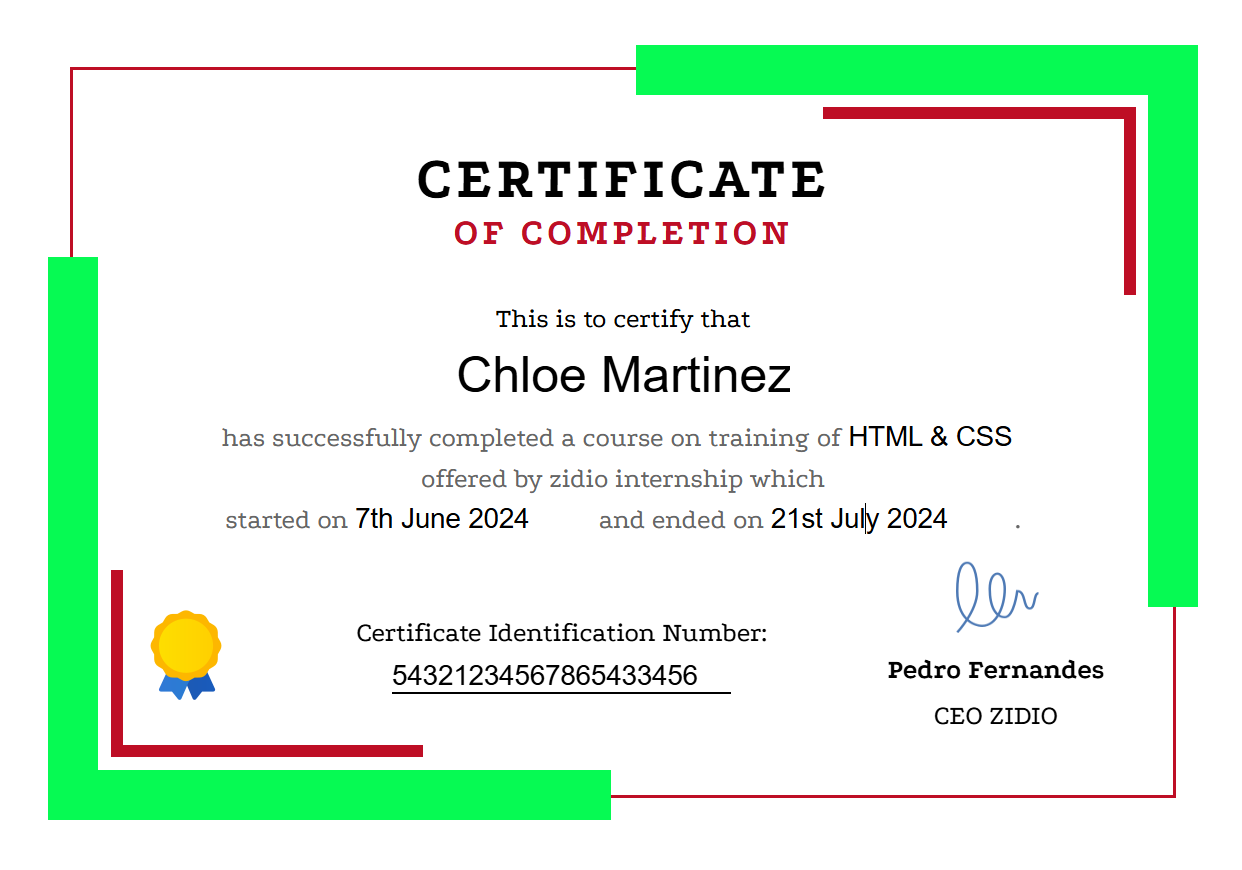 CERTIFICATE
OF COMPLETION
This is to certify that
Chloe Martinez
has successfully completed a course on training of HTML & CSS
offered by zidio internship which
started on 7th June 2024 and ended on 21st July 2024 .
Certificate Identification Number:
54321234567865433456
Pedro Fernandes
CEO ZIDIO